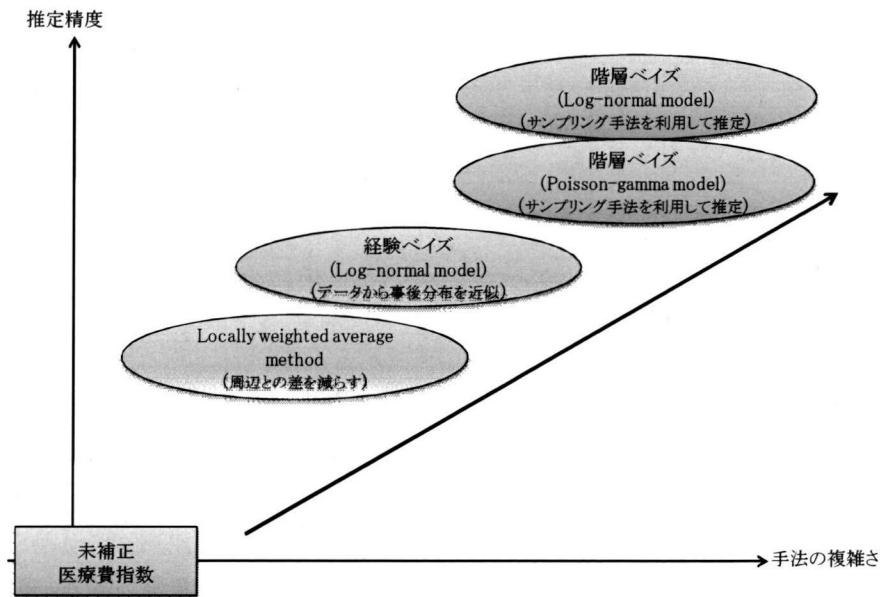 推定精度
階層ベイズ
(Log-normal model)
(サンプリング手法を利用して推定)
階層ベイズ
(Poisson-gamma model)
(サンプリング手法を利用して推定)
経験ベイズ
(Log-normal model)
(データから事後分布を近似)
Locally weighted average
method
(周辺との差を減らす)
未補正
医療費指数
手法の複雑さ